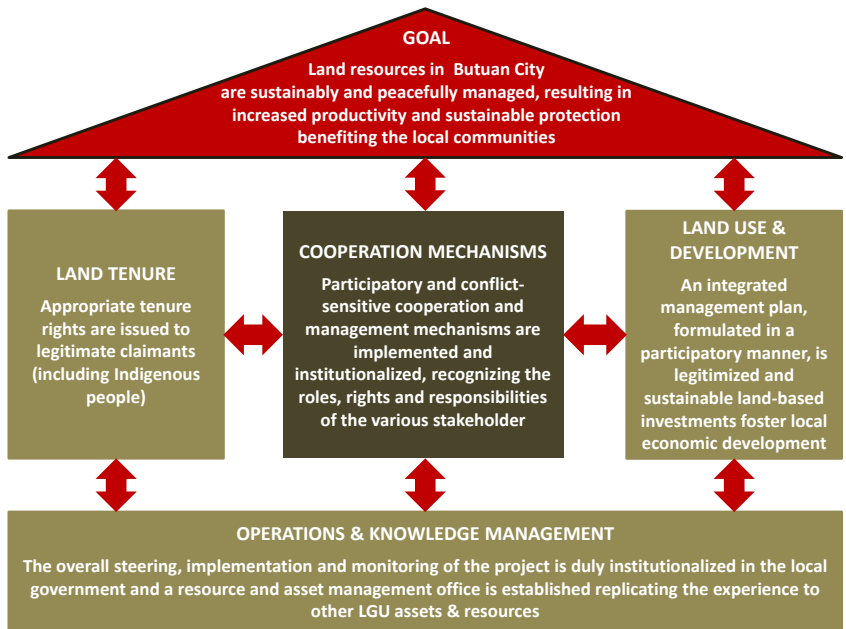 GOAL
Land resources in Butuan City
are sustainably and peacefully managed, resulting in
increased productivity and sustainable protection
benefiting the local communities
LAND TENURE
Appropriate tenure
rights are issued to
legitimate claimants
(including Indigenous
people)
COOPERATION MECHANISMS
Participatory and conflict-
sensitive cooperation and
management mechanisms are
implemented and
institutionalized, recognizing the
roles, rights and responsibilities
of the various stakeholder
LAND USE &
DEVELOPMENT
An integrated
management plan,
formulated in a
participatory manner, is
legitimized and
sustainable land-based
investments foster local
economic development
OPERATIONS & KNOWLEDGE MANAGEMENT
The overall steering, implementation and monitoring of the project is duly institutionalized in the local
government and a resource and asset management office is established replicating the experience to
other LGU assets & resources